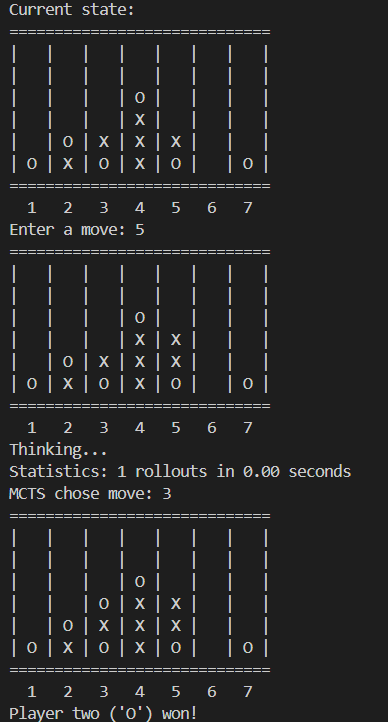 Current state:
=============================
|   |   |   |   |   |   |   |
|   |   |   |   |   |   |   |
|   |   |   | O |   |   |   |
|   |   |   | X |   |   |   |
|   | O | X | X | X |   |   |
| O | X | O | X | O |   | O |
=============================
  1   2   3   4   5   6   7
Enter a move: 5
=============================
|   |   |   |   |   |   |   |
|   |   |   |   |   |   |   |
|   |   |   | O |   |   |   |
|   |   |   | X | X |   |   |
|   | O | X | X | X |   |   |
| O | X | O | X | O |   | O |
=============================
  1   2   3   4   5   6   7
Thinking...
Statistics: 1 rollouts in 0.00 seconds
MCTS chose move: 3
=============================
|   |   |   |   |   |   |   |
|   |   |   |   |   |   |   |
|   |   |   | O |   |   |   |
|   |   | O | X | X |   |   |
|   | O | X | X | X |   |   |
| O | X | O | X | O |   | O |
=============================
  1   2   3   4   5   6   7
Player two ('O') won!